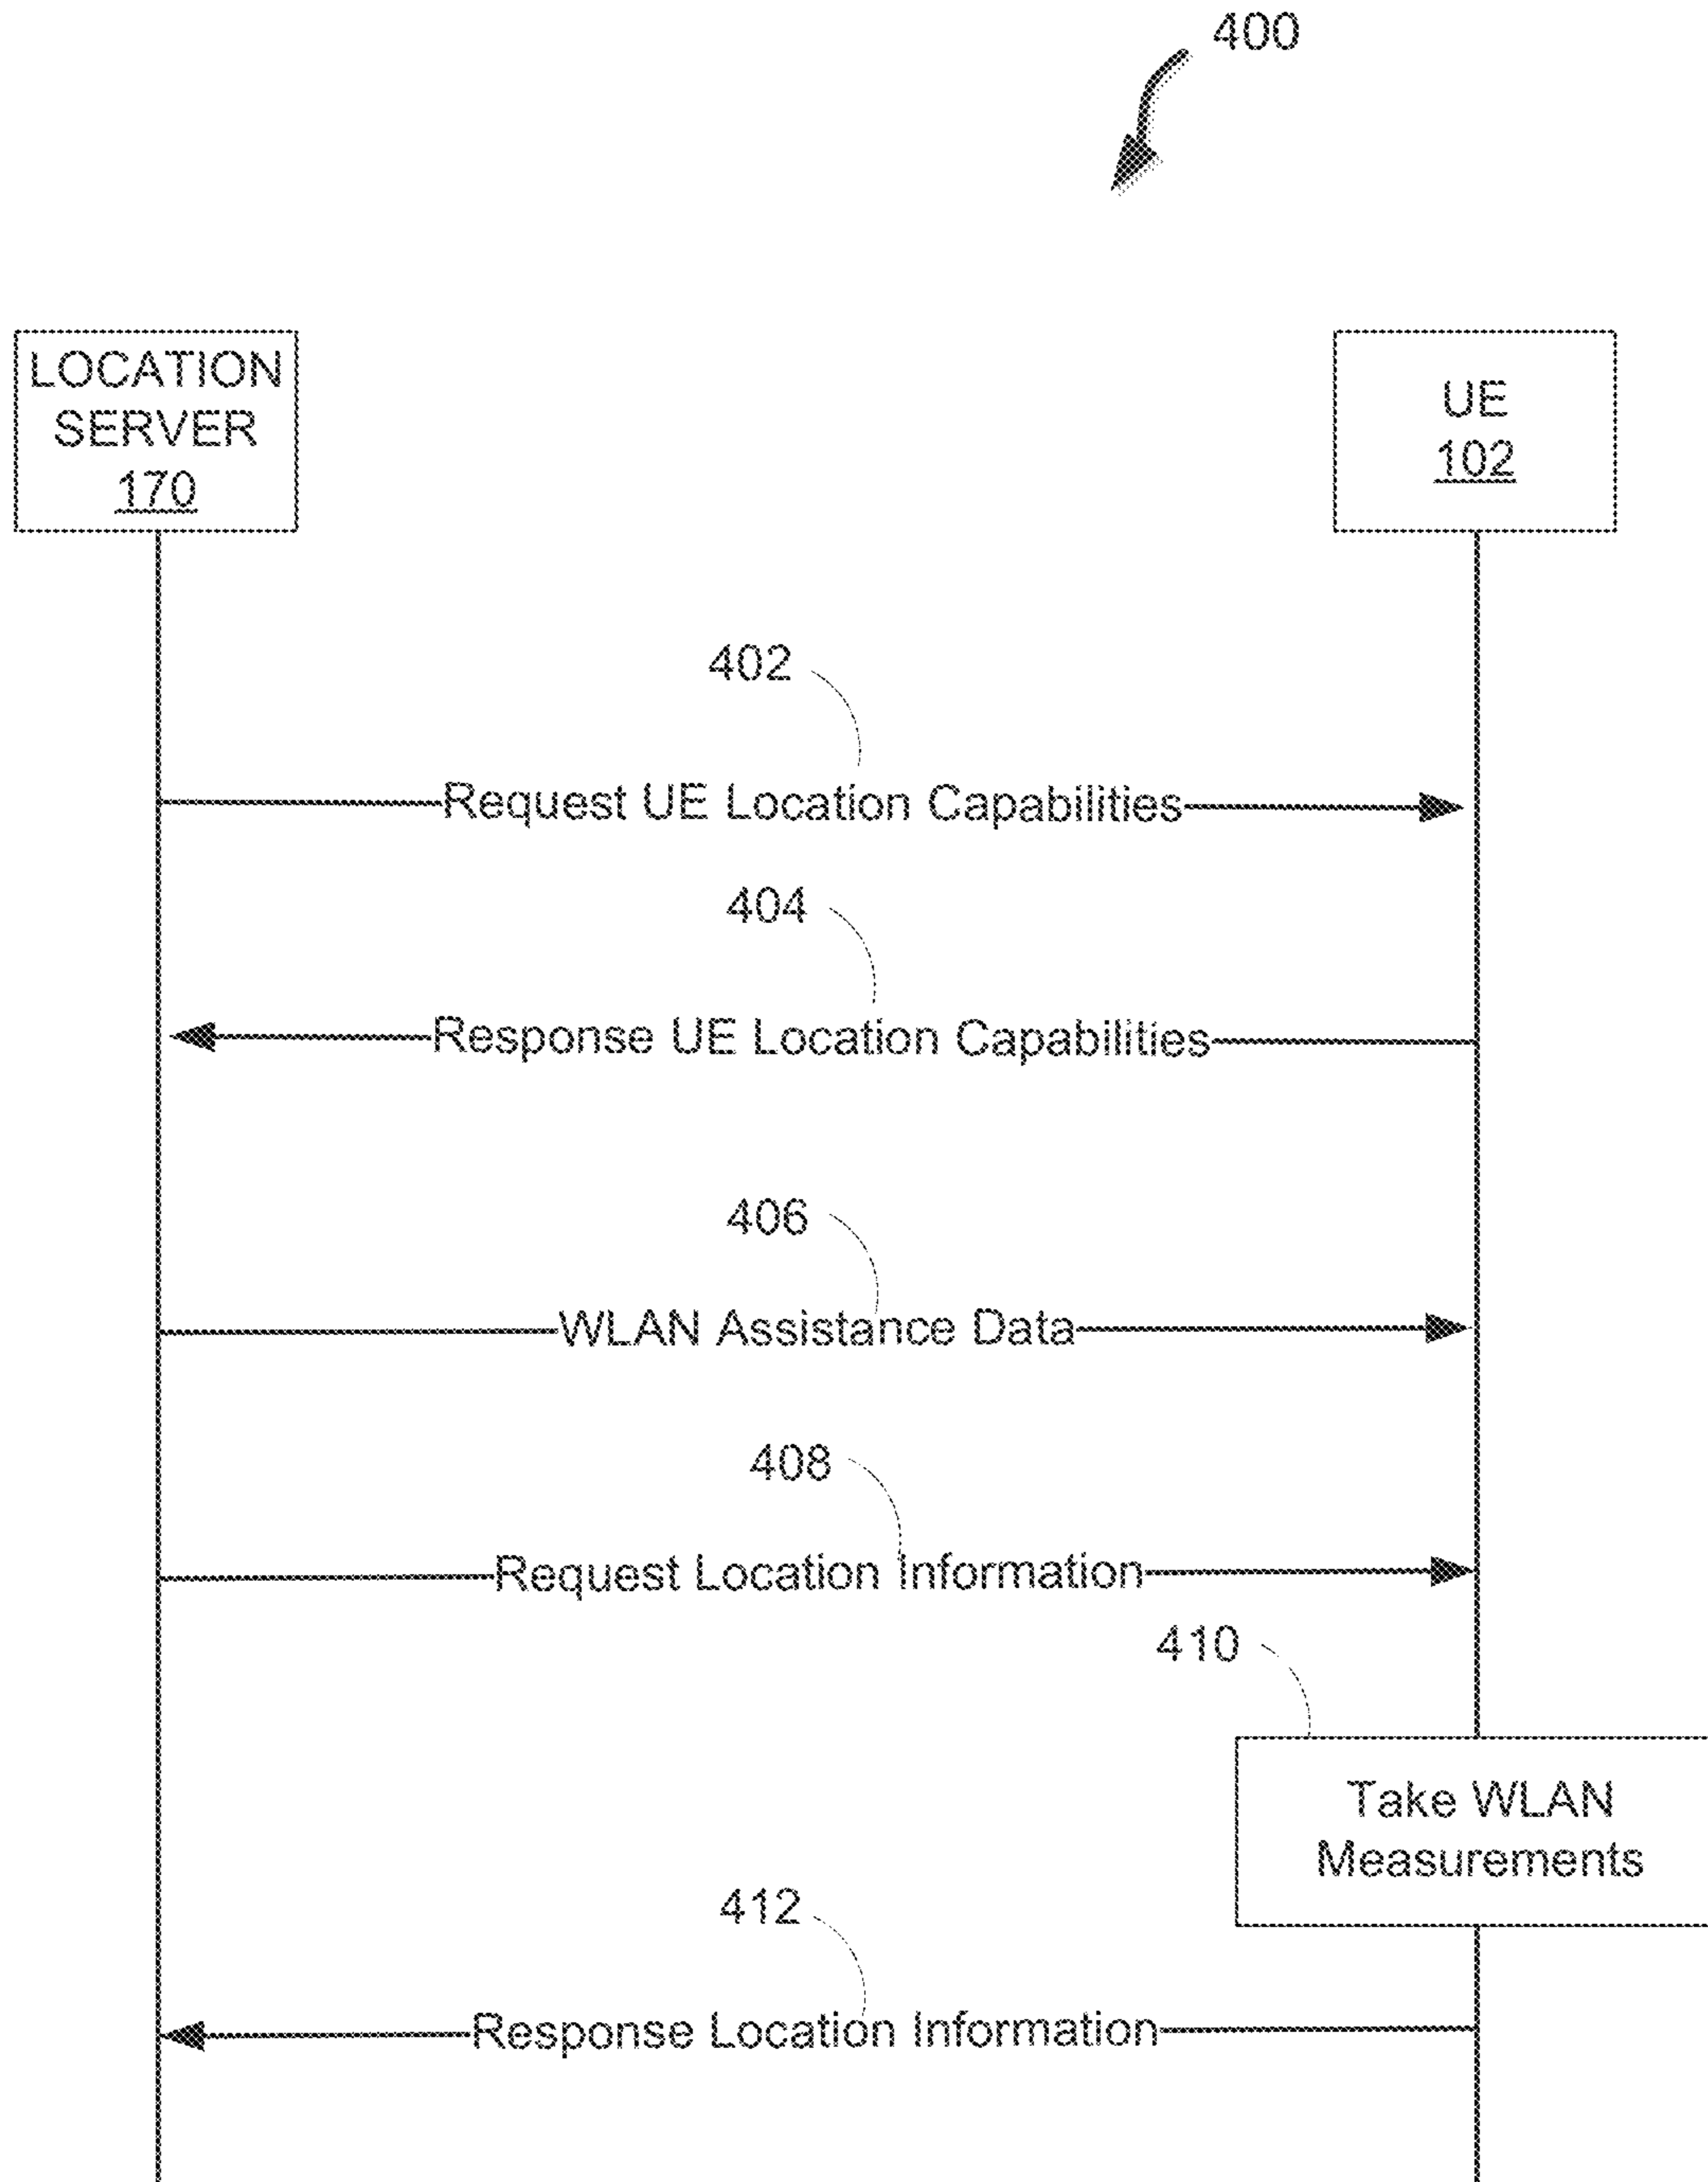 400
LOCATION
SERVER
170
UE
102
402
Request UE Location Capabilities
404
Response UE Location Capabilities
406
WLAN Assistance Data
408
Request Location Information
410
Take WLAN
Measurements
412
Response Location Information